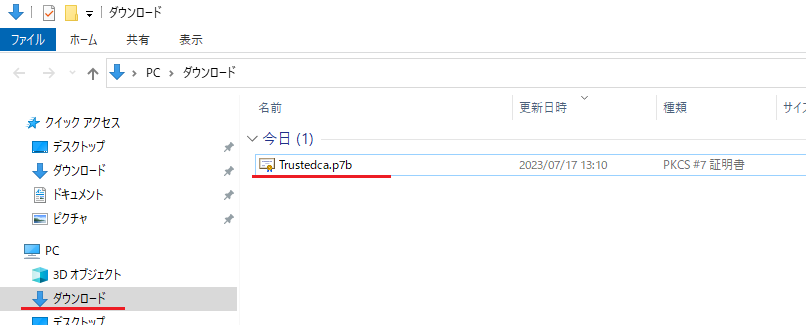 ダウンロード
ファイル ホーム 共有 表示
PC ダウンロード
名前 更新日時 種類 サイズ
クイック アクセス
デスクトップ
ダウンロード
ドキュメント
ピクチャ
PC
3D オブジェクト
ダウンロード
デスクトップ
今日 (1)
Trustedca.p7b 2023/07/17 13:10 PKCS #7 証明書